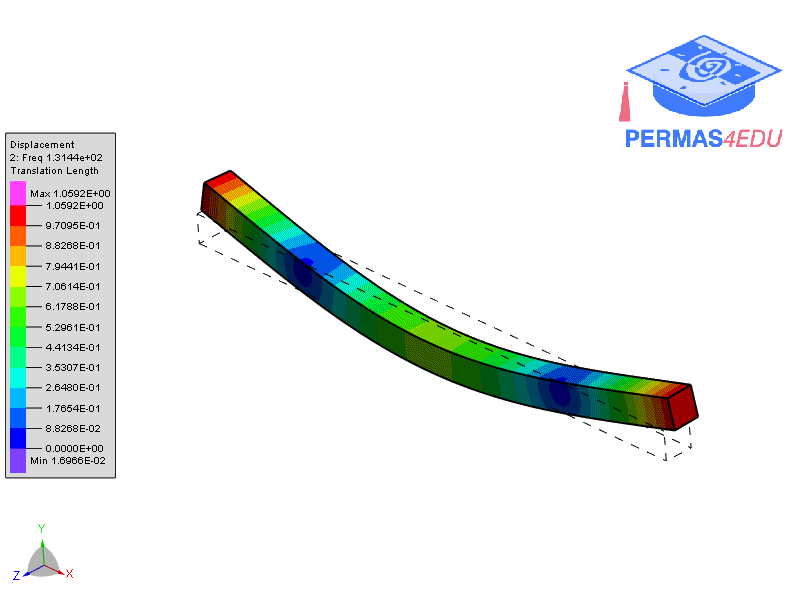 PERMAS4EDU
Displacement
2: Freq 1.3144e+02
Translation Length
Max 1.0592E+00
1.0592E+00
9.7095E-01
8.8268E-01
7.9441E-01
7.0614E-01
6.1788E-01
5.2961E-01
4.4134E-01
3.5307E-01
2.6480E-01
1.7654E-01
8.8268E-02
0.0000E+00
Min 1.6966E-02
Y
Z
X